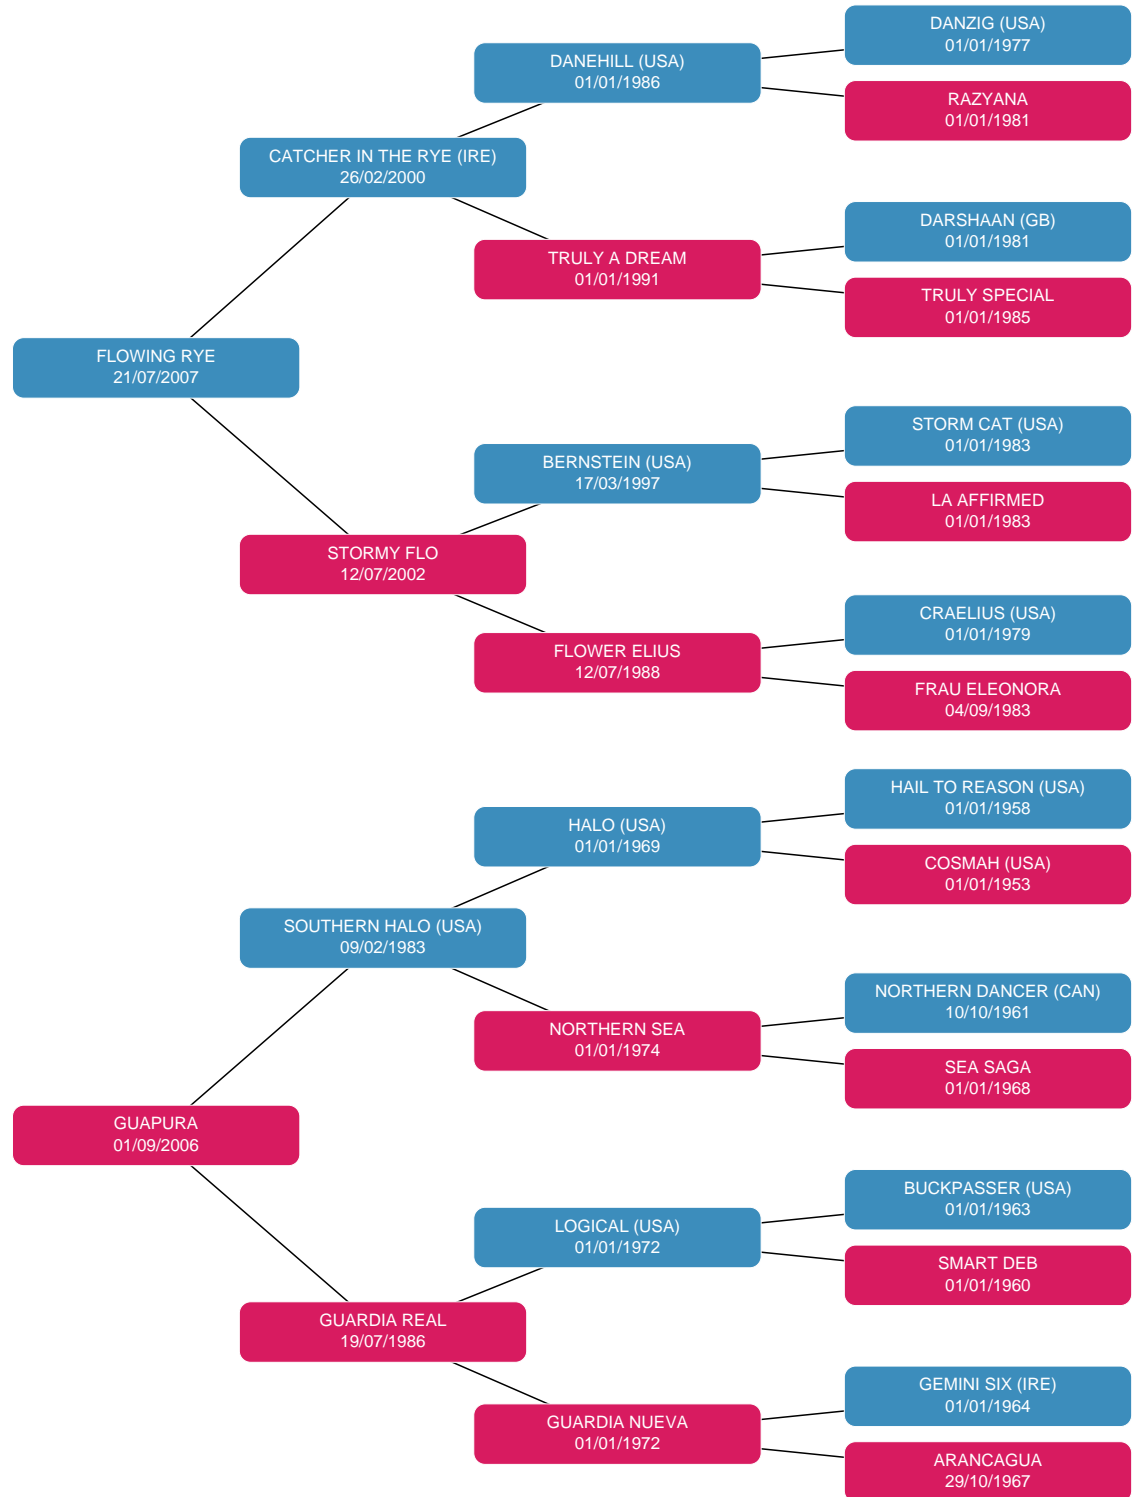 DANZIG (USA)
01/01/1977
DANEHILL (USA)
01/01/1986
RAZYANA
01/01/1981
CATCHER IN THE RYE (IRE)
26/02/2000
DARSHAAN (GB)
01/01/1981
TRULY A DREAM
01/01/1991
TRULY SPECIAL
01/01/1985
FLOWING RYE
21/07/2007
STORM CAT (USA)
01/01/1983
BERNSTEIN (USA)
17/03/1997
LA AFFIRMED
01/01/1983
STORMY FLO
12/07/2002
CRAELIUS (USA)
01/01/1979
FLOWER ELIUS
12/07/1988
FRAU ELEONORA
04/09/1983
HAIL TO REASON (USA)
01/01/1958
HALO (USA)
01/01/1969
COSMAH (USA)
01/01/1953
SOUTHERN HALO (USA)
09/02/1983
NORTHERN DANCER (CAN)
10/10/1961
NORTHERN SEA
01/01/1974
SEA SAGA
01/01/1968
GUAPURA
01/09/2006
BUCKPASSER (USA)
01/01/1963
LOGICAL (USA)
01/01/1972
SMART DEB
01/01/1960
GUARDIA REAL
19/07/1986
GEMINI SIX (IRE)
01/01/1964
GUARDIA NUEVA
01/01/1972
ARANCAGUA
29/10/1967